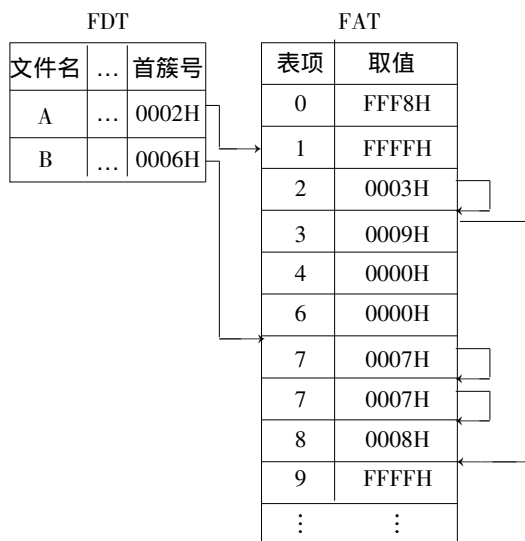 FDT
文件名 … 首簇号
A … 0002H
B … 0006H
FAT
表项 取值
0 FFF8H
1 FFFFH
2 0003H
3 0009H
4 0000H
6 0000H
7 0007H
7 0007H
8 0008H
9 FFFFH
⋮ ⋮